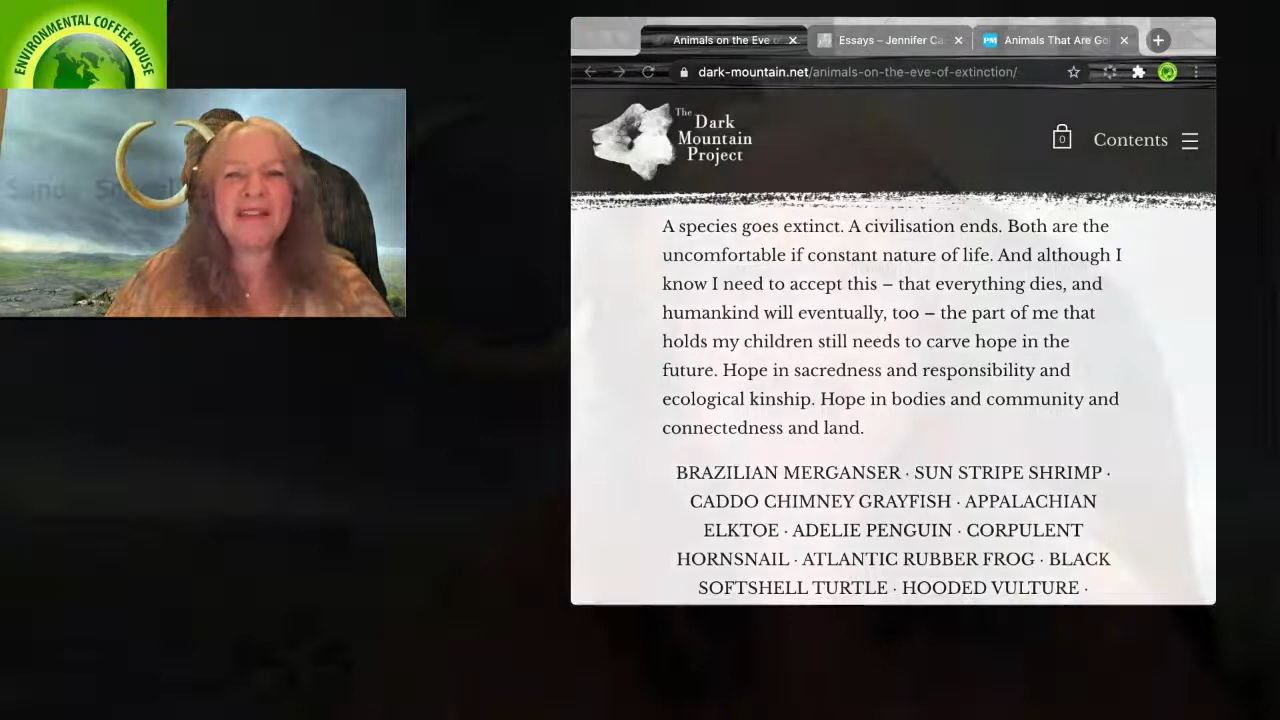 ENVIRONMENTAL COFFEE HOUSE
Animals on the Eve o
Essays – Jennifer Ca
PM
Animals That Are Go
dark-mountain.net/animals-on-the-eve-of-extinction/
The
Dark
Mountain
Project
0
Contents
A species goes extinct. A civilisation ends. Both are the
uncomfortable if constant nature of life. And although I
know I need to accept this – that everything dies, and
humankind will eventually, too – the part of me that
holds my children still needs to carve hope in the
future. Hope in sacredness and responsibility and
ecological kinship. Hope in bodies and community and
connectedness and land.
BRAZILIAN MERGANSER · SUN STRIPE SHRIMP ·
CADDO CHIMNEY GRAYFISH · APPALACHIAN
ELKTOE · ADELIE PENGUIN · CORPULENT
HORNSNAIL · ATLANTIC RUBBER FROG · BLACK
SOFTSHELL TURTLE · HOODED VULTURE ·